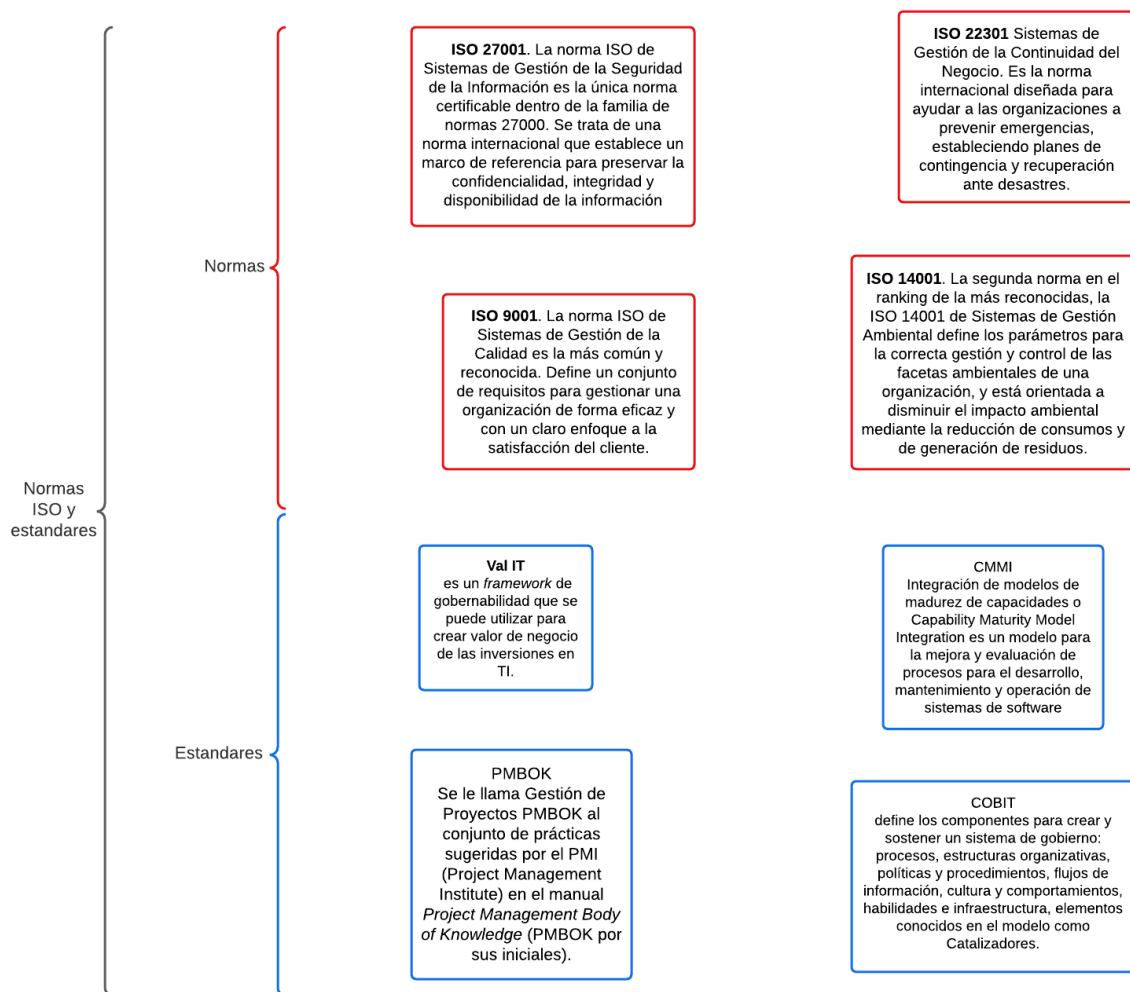 Normas
ISO y
estandares
Normas
ISO 27001. La norma ISO de
Sistemas de Gestión de la Seguridad
de la Información es la única norma
certificable dentro de la familia de
normas 27000. Se trata de una
norma internacional que establece un
marco de referencia para preservar la
confidencialidad, integridad y
disponibilidad de la información
ISO 22301 Sistemas de
Gestión de la Continuidad del
Negocio. Es la norma
internacional diseñada para
ayudar a las organizaciones a
prevenir emergencias,
estableciendo planes de
contingencia y recuperación
ante desastres.
ISO 9001. La norma ISO de
Sistemas de Gestión de la
Calidad es la más común y
reconocida. Define un conjunto
de requisitos para gestionar una
organización de forma eficaz y
con un claro enfoque a la
satisfacción del cliente.
ISO 14001. La segunda norma en el
ranking de la más reconocidas, la
ISO 14001 de Sistemas de Gestión
Ambiental define los parámetros para
la correcta gestión y control de las
facetas ambientales de una
organización, y está orientada a
disminuir el impacto ambiental
mediante la reducción de consumos y
de generación de residuos.
Estandares
Val IT
es un framework de
gobernabilidad que se
puede utilizar para
crear valor de negocio
de las inversiones en
TI.
CMMI
Integración de modelos de
madurez de capacidades o
Capability Maturity Model
Integration es un modelo para
la mejora y evaluación de
procesos para el desarrollo,
mantenimiento y operación de
sistemas de software
PMBOK
Se le llama Gestión de
Proyectos PMBOK al
conjunto de prácticas
sugeridas por el PMI
(Project Management
Institute) en el manual
Project Management Body
of Knowledge (PMBOK por
sus iniciales).
COBIT
define los componentes para crear y
sostener un sistema de gobierno:
procesos, estructuras organizativas,
políticas y procedimientos, flujos de
información, cultura y comportamientos,
habilidades e infraestructura, elementos
conocidos en el modelo como
Catalizadores.